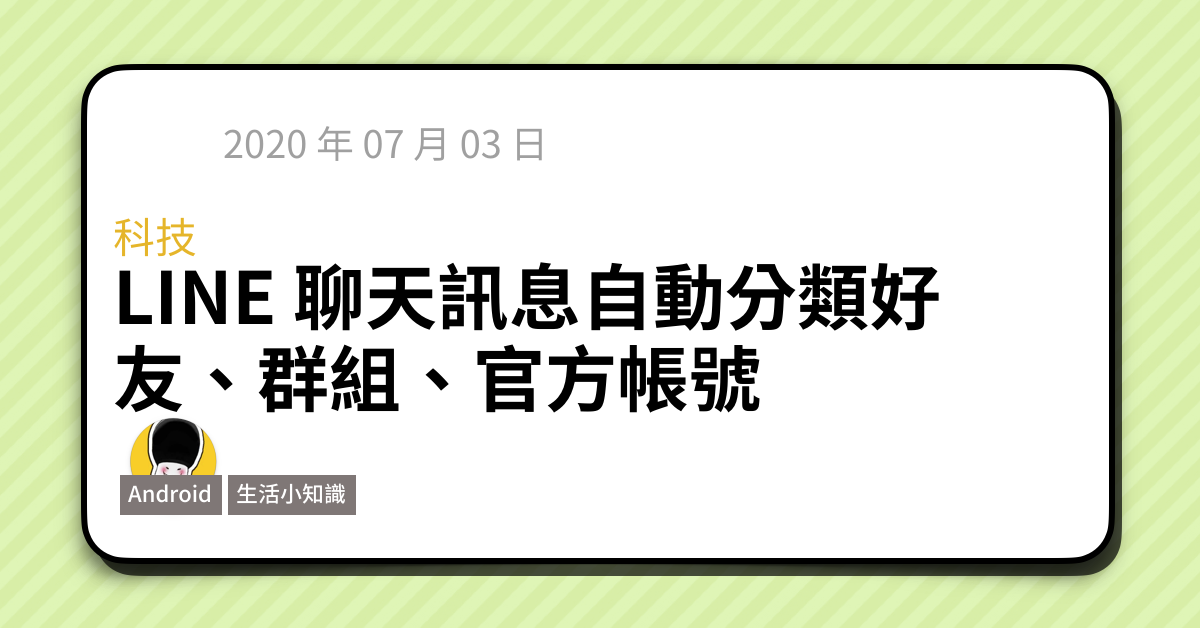 2020 年 07 月 03 日
科技
LINE 聊天訊息自動分類好
友、群組、官方帳號
Android 生活小知識